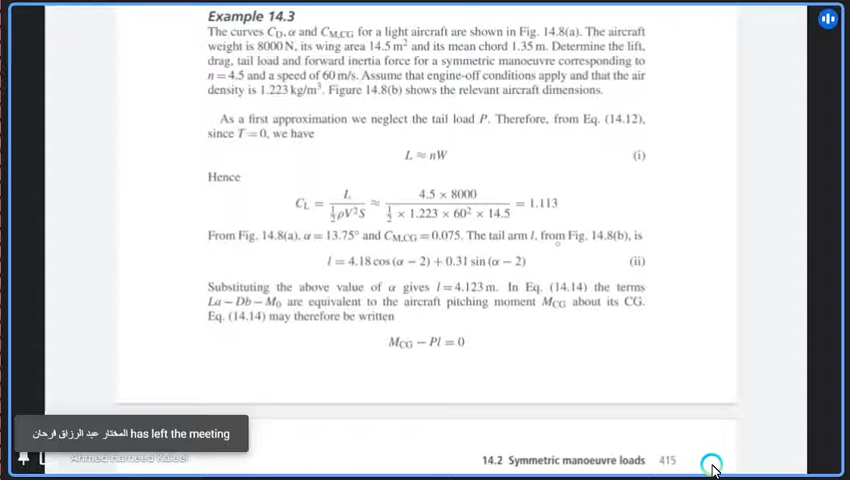 Example 14.3
The curves C_D, α and C_M,CG for a light aircraft are shown in Fig. 14.8(a). The aircraft
weight is 8000 N, its wing area 14.5 m² and its mean chord 1.35 m. Determine the lift,
drag, tail load and forward inertia force for a symmetric manoeuvre corresponding to
n = 4.5 and a speed of 60 m/s. Assume that engine-off conditions apply and that the air
density is 1.223 kg/m³. Figure 14.8(b) shows the relevant aircraft dimensions.
As a first approximation we neglect the tail load P. Therefore, from Eq. (14.12),
since T = 0, we have
L ≈ nW (i)
Hence
C_L = L / (½ρV²S) ≈ (4.5 × 8000) / (½ × 1.223 × 60² × 14.5) = 1.113
From Fig. 14.8(a), α = 13.75° and C_M,CG = 0.075. The tail arm l, from Fig. 14.8(b), is
l = 4.18 cos (α − 2) + 0.31 sin (α − 2) (ii)
Substituting the above value of α gives l = 4.123 m. In Eq. (14.14) the terms
La − Db − M₀ are equivalent to the aircraft pitching moment M_CG about its CG.
Eq. (14.14) may therefore be written
M_CG − Pl = 0
المختار عبد الرزاق فرحان has left the meeting
Ahmed Hameed Kaleel
14.2 Symmetric manoeuvre loads 415